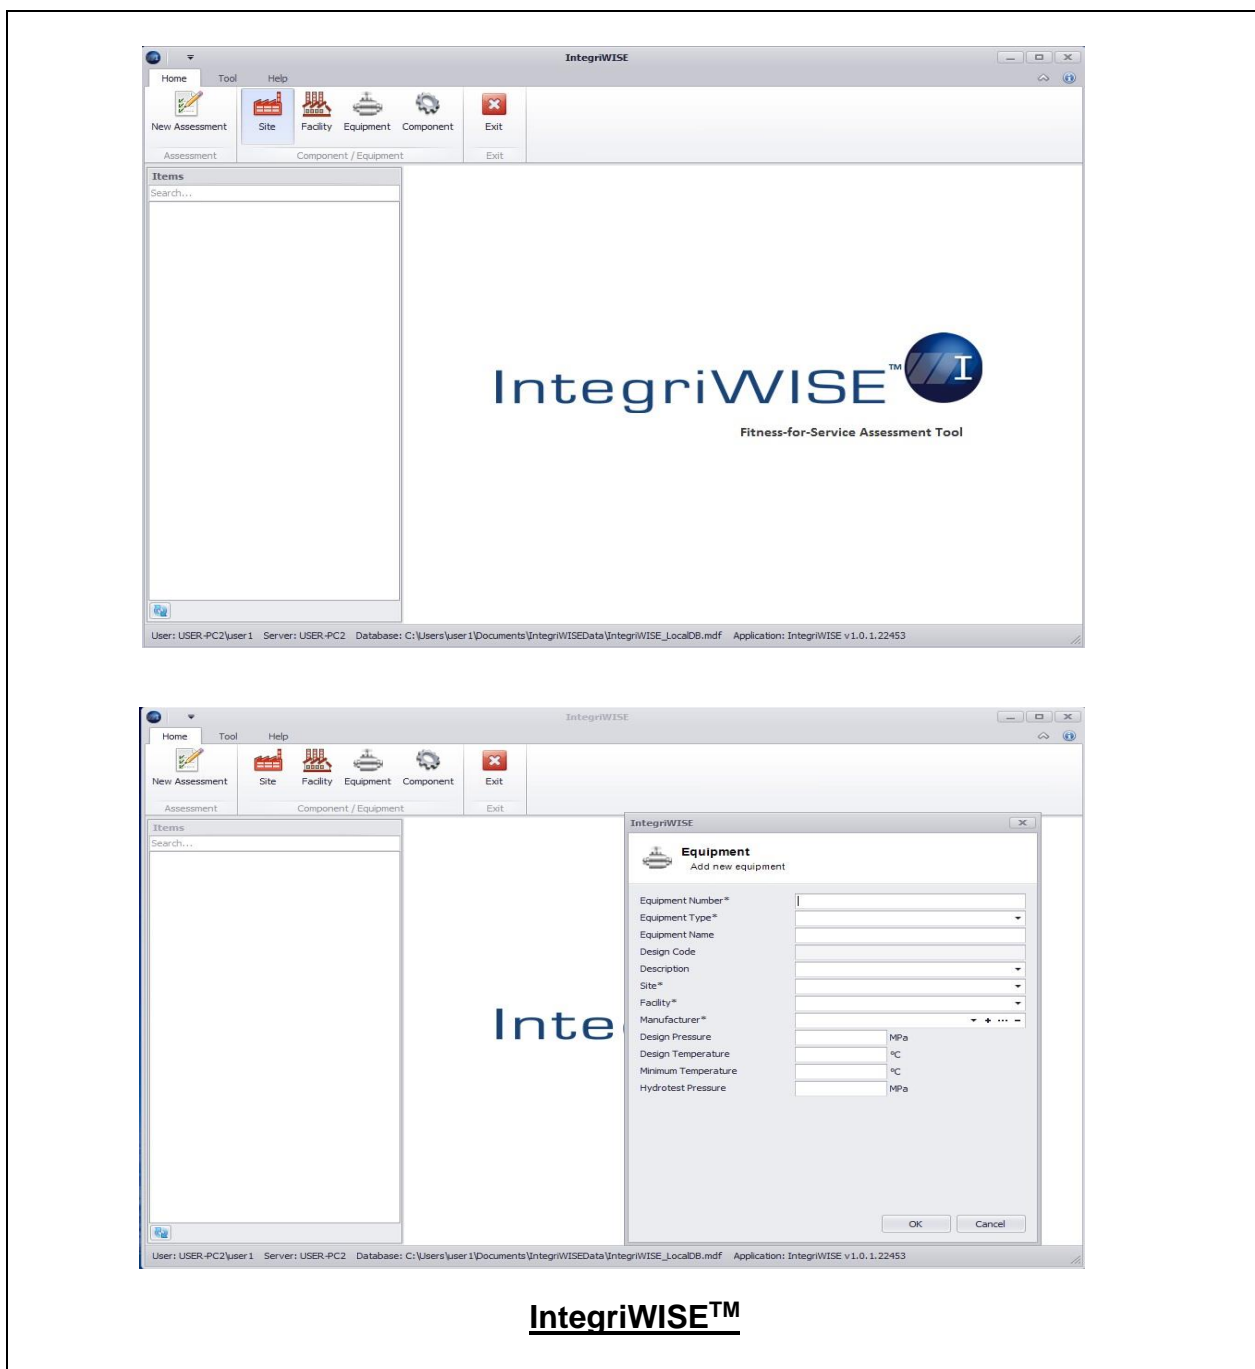 IntegriWISE
Home Tool Help
New Assessment Site Facility Equipment Component Exit
Assessment Component / Equipment Exit
Items
Search...
IntegriWISE™ I
Fitness-for-Service Assessment Tool
User: USER-PC2\user1 Server: USER-PC2 Database: C:\Users\user1\Documents\IntegriWISEData\IntegriWISE_LocalDB.mdf Application: IntegriWISE v1.0.1.22453
IntegriWISE
Home Tool Help
New Assessment Site Facility Equipment Component Exit
Assessment Component / Equipment Exit
Items
Search...
Inte
IntegriWISE
Equipment
Add new equipment
Equipment Number*
Equipment Type*
Equipment Name
Design Code
Description
Site*
Facility*
Manufacturer*
Design Pressure MPa
Design Temperature ºC
Minimum Temperature ºC
Hydrotest Pressure MPa
OK Cancel
User: USER-PC2\user1 Server: USER-PC2 Database: C:\Users\user1\Documents\IntegriWISEData\IntegriWISE_LocalDB.mdf Application: IntegriWISE v1.0.1.22453
IntegriWISE™